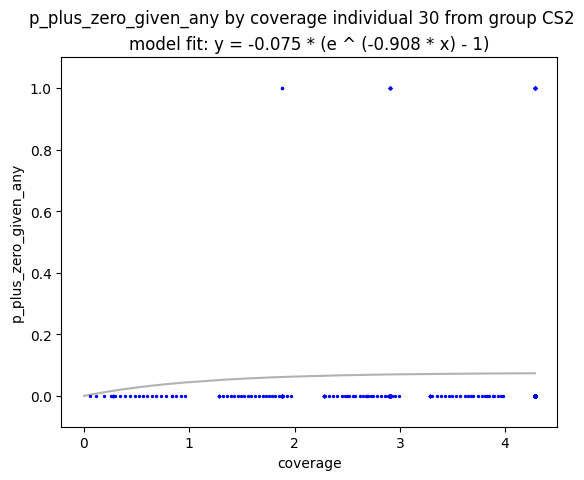 p_plus_zero_given_any by coverage individual 30 from group CS2
model fit: y = -0.075 * (e ^ (-0.908 * x) - 1)
1.0
0.8
0.6
0.4
0.2
0.0
p_plus_zero_given_any
0 1 2 3 4
coverage